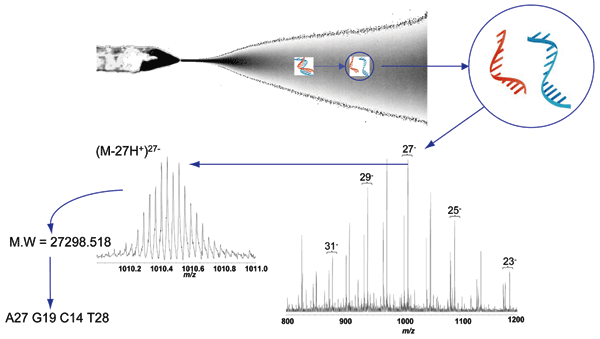 (M-27H⁺)²⁷⁻
27⁻
29⁻
25⁻
31⁻
23⁻
M.W = 27298.518
1010.2 1010.4 1010.6 1010.8 1011.0
m/z
A27 G19 C14 T28
800 900 1000 1100 1200
m/z